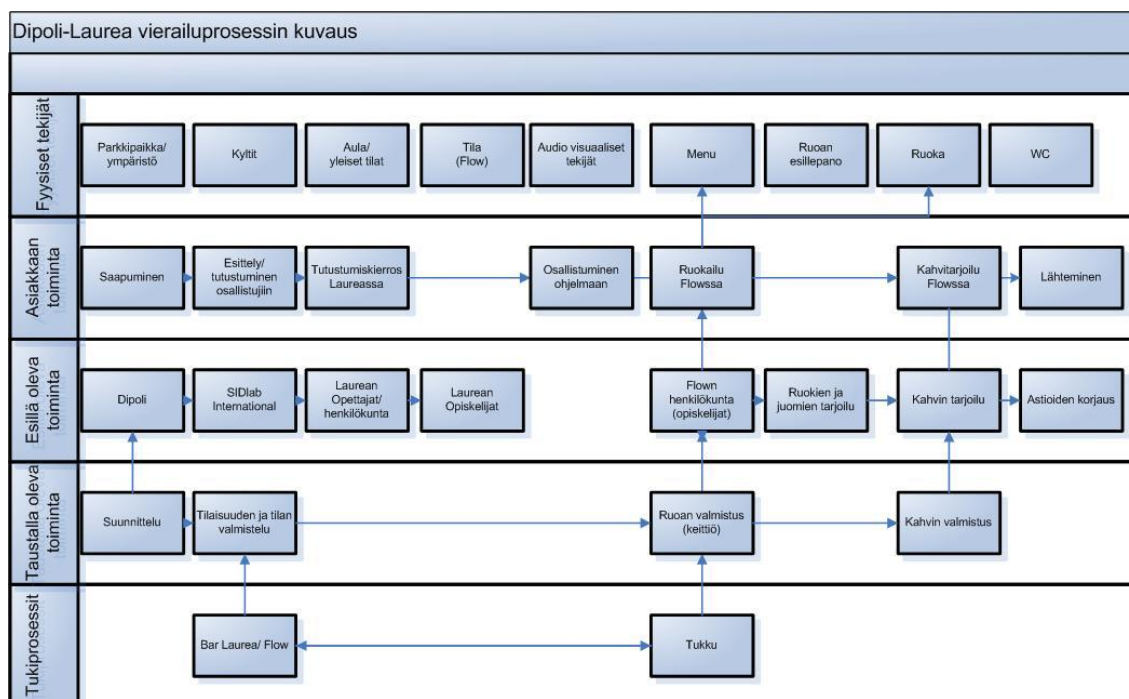 Dipoli-Laurea vierailuprosessin kuvaus
Fyysiset tekijät
Parkkipaikka/
ympäristö
Kyltit
Aula/
yleiset tilat
Tila
(Flow)
Audio visuaaliset
tekijät
Menu
Ruoan
esillepano
Ruoka
WC
Asiakkaan
toiminta
Saapuminen
Esittely/
tutustuminen
osallistujiin
Tutustumiskierros
Laureassa
Osallistuminen
ohjelmaan
Ruokailu
Flowssa
Kahvitarjoilu
Flowssa
Lähteminen
Esillä oleva
toiminta
Dipoli
SIDlab
International
Laurean
Opettajat/
henkilökunta
Laurean
Opiskelijat
Flown
henkilökunta
(opiskelijat)
Ruokien ja
juomien tarjoilu
Kahvin tarjoilu
Astioiden korjaus
Taustalla oleva
toiminta
Suunnittelu
Tilaisuuden ja tilan
valmistelu
Ruoan valmistus
(keittiö)
Kahvin valmistus
Tukiprosessit
Bar Laurea/ Flow
Tukku